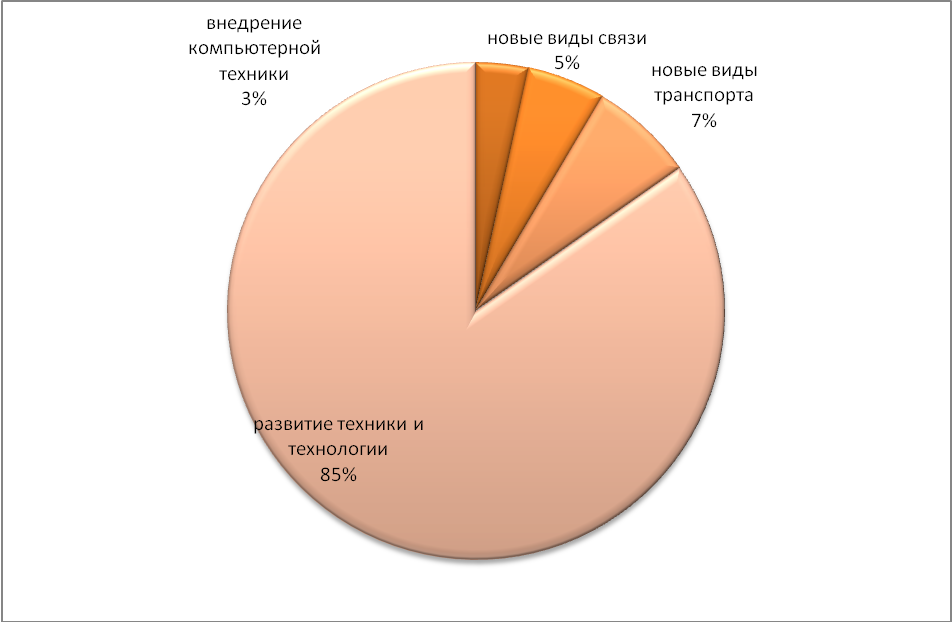 внедрение
компьютерной
техники
3%
новые виды связи
5%
новые виды
транспорта
7%
развитие техники и
технологии
85%